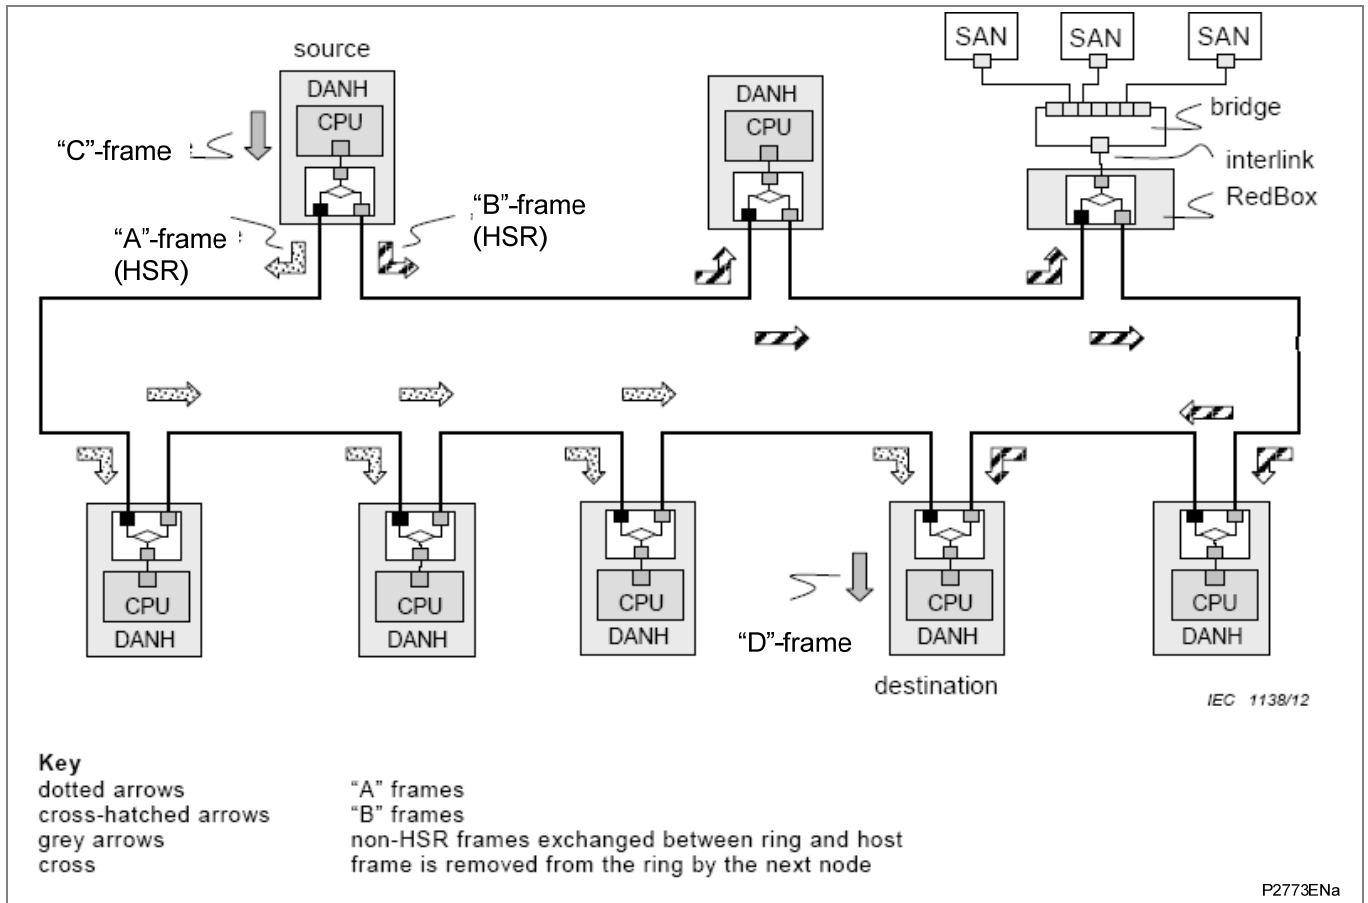 source
SAN
SAN
SAN
DANH
CPU
DANH
CPU
bridge
"C"-frame
interlink
RedBox
"B"-frame
(HSR)
"A"-frame
(HSR)
CPU
DANH
CPU
DANH
CPU
DANH
CPU
DANH
CPU
DANH
"D"-frame
destination
IEC 1138/12
Key
dotted arrows "A" frames
cross-hatched arrows "B" frames
grey arrows non-HSR frames exchanged between ring and host
cross frame is removed from the ring by the next node
P2773ENa